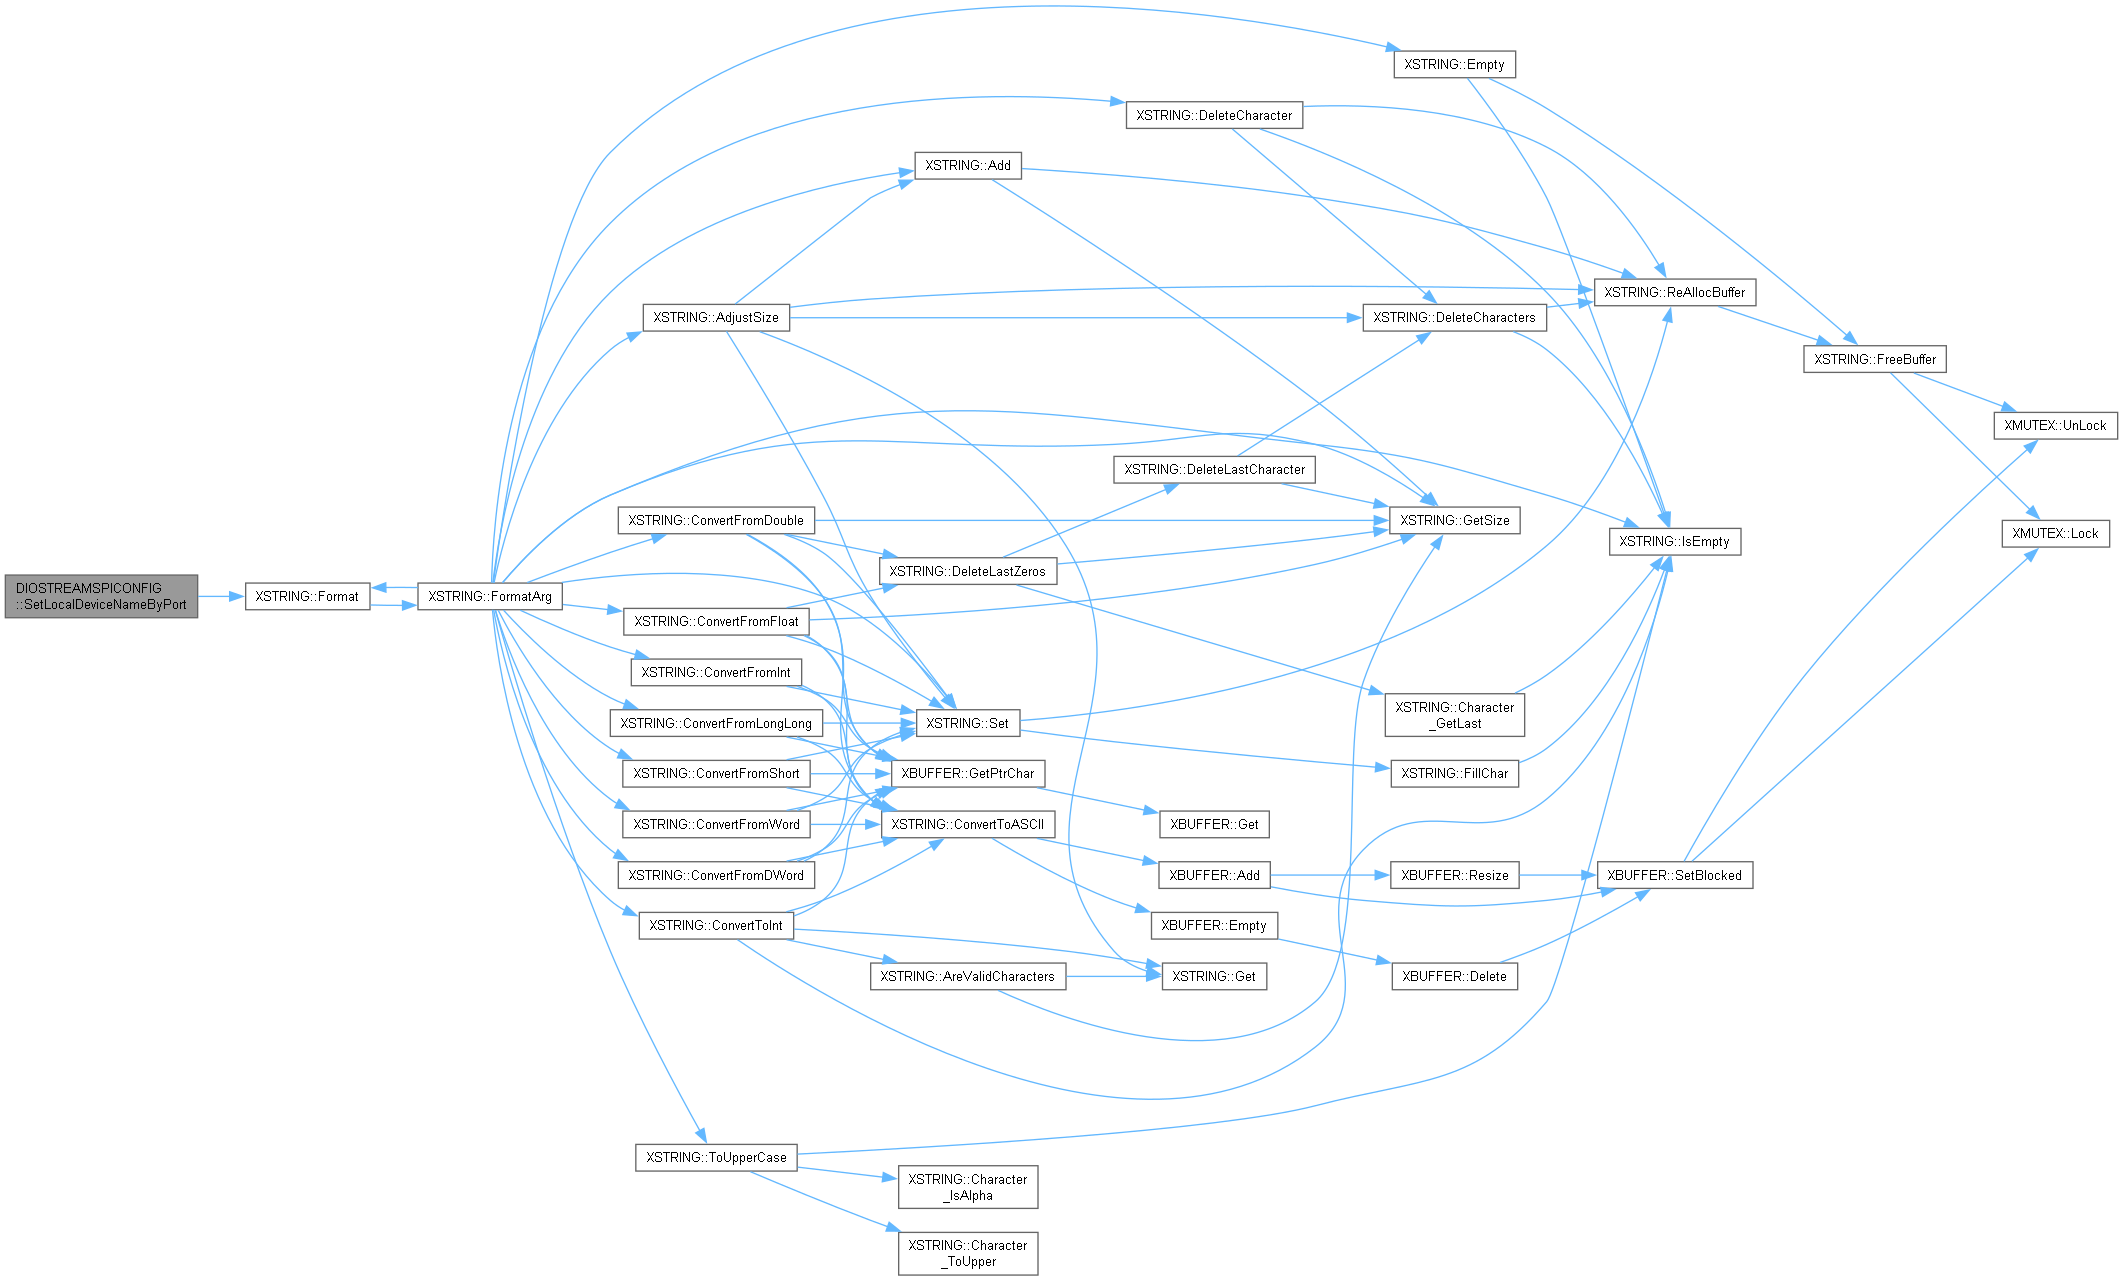 DIOSTREAMSPICONFIG
::SetLocalDeviceNameByPort
XSTRING::Format
XSTRING::FormatArg
XSTRING::Empty
XSTRING::DeleteCharacter
XSTRING::Add
XSTRING::ReAllocBuffer
XSTRING::AdjustSize
XSTRING::DeleteCharacters
XSTRING::FreeBuffer
XMUTEX::UnLock
XSTRING::DeleteLastCharacter
XSTRING::ConvertFromDouble
XSTRING::GetSize
XMUTEX::Lock
XSTRING::IsEmpty
XSTRING::DeleteLastZeros
XSTRING::ConvertFromFloat
XSTRING::ConvertFromInt
XSTRING::Character
_GetLast
XSTRING::ConvertFromLongLong
XSTRING::Set
XSTRING::ConvertFromShort
XBUFFER::GetPtrChar
XSTRING::FillChar
XSTRING::ConvertFromWord
XSTRING::ConvertToASCII
XBUFFER::Get
XSTRING::ConvertFromDWord
XBUFFER::Add
XBUFFER::Resize
XBUFFER::SetBlocked
XSTRING::ConvertToInt
XBUFFER::Empty
XSTRING::AreValidCharacters
XSTRING::Get
XBUFFER::Delete
XSTRING::ToUpperCase
XSTRING::Character
_IsAlpha
XSTRING::Character
_ToUpper